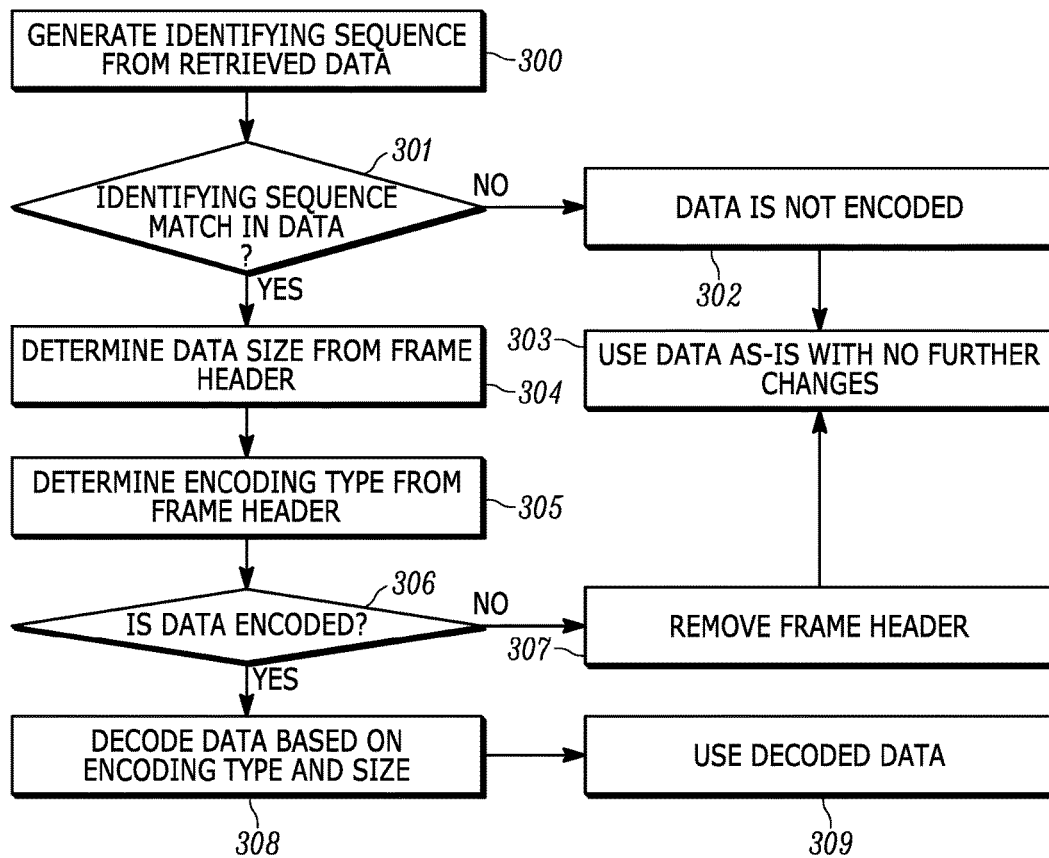 GENERATE IDENTIFYING SEQUENCE
FROM RETRIEVED DATA
300
301
IDENTIFYING SEQUENCE
MATCH IN DATA
?
NO
YES
DATA IS NOT ENCODED
302
303
USE DATA AS-IS WITH NO FURTHER
CHANGES
DETERMINE DATA SIZE FROM FRAME
HEADER
304
DETERMINE ENCODING TYPE FROM
FRAME HEADER
305
306
IS DATA ENCODED?
NO
YES
307
REMOVE FRAME HEADER
DECODE DATA BASED ON
ENCODING TYPE AND SIZE
308
USE DECODED DATA
309